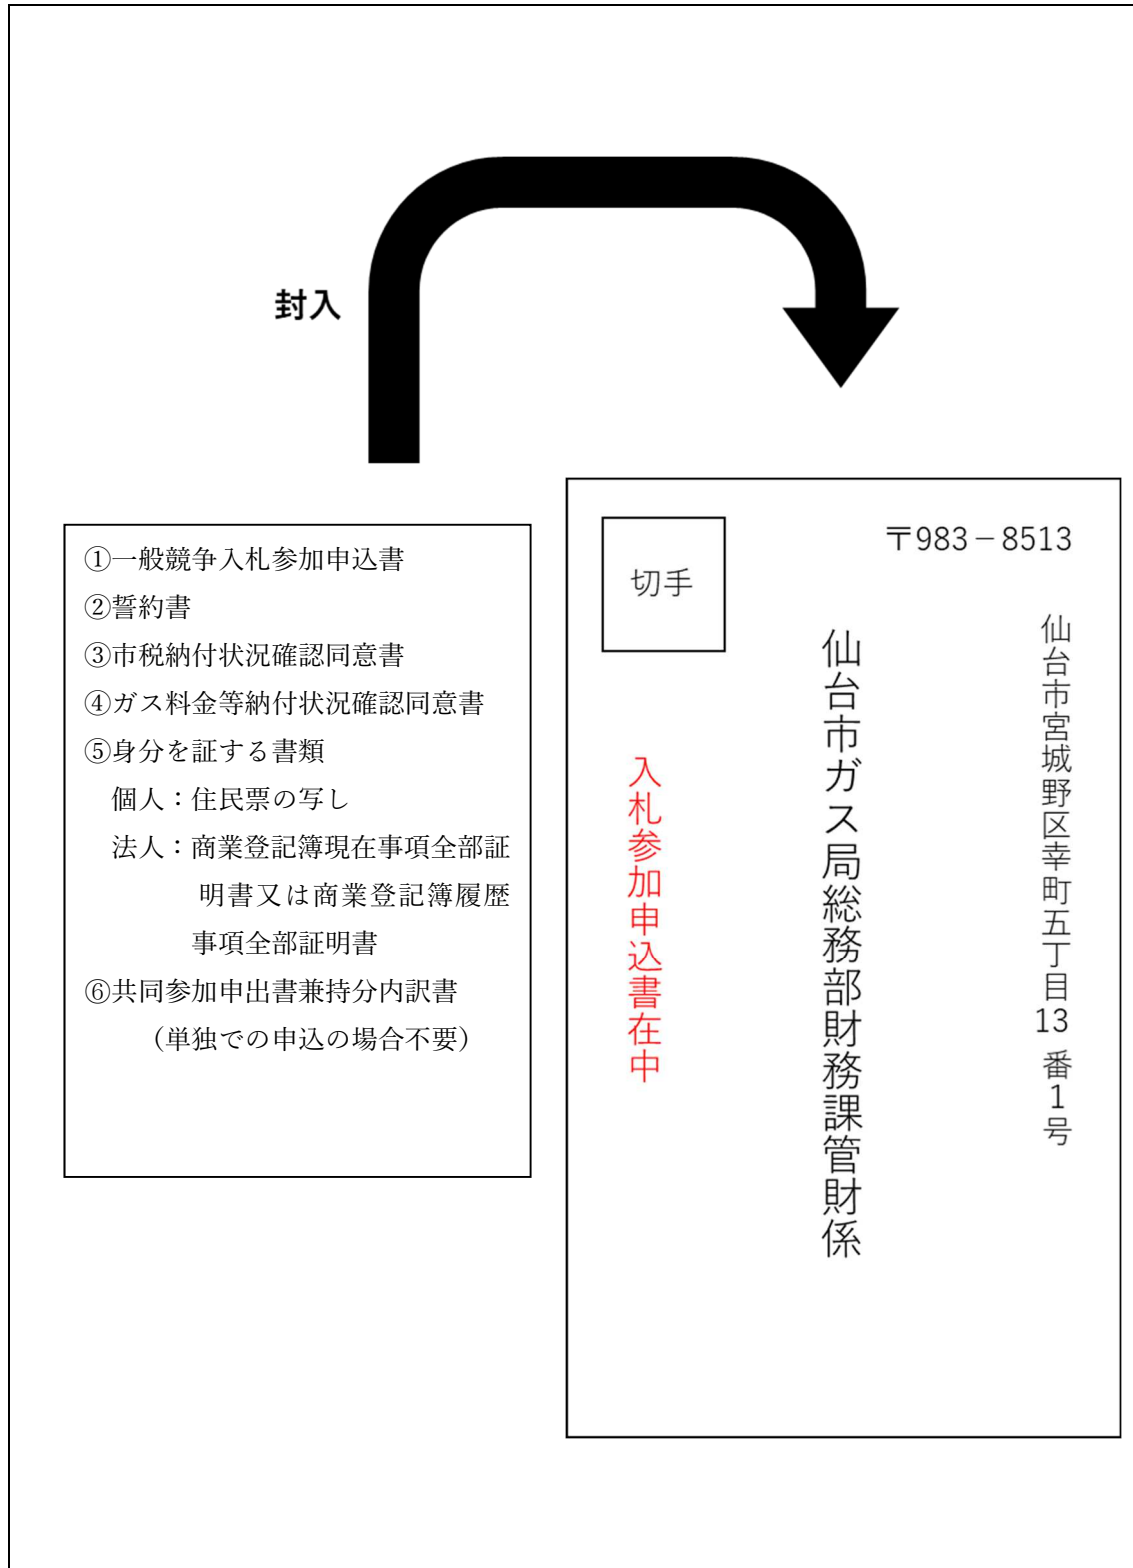 封入
①一般競争入札参加申込書
②誓約書
③市税納付状況確認同意書
④ガス料金等納付状況確認同意書
⑤身分を証する書類
個人：住民票の写し
法人：商業登記簿現在事項全部証
明書又は商業登記簿履歴
事項全部証明書
⑥共同参加申出書兼持分内訳書
（単独での申込の場合不要）
〒983－8513
仙台市宮城野区幸町五丁目13番1号
仙台市ガス局総務部財務課管財係
切手
入札参加申込書在中